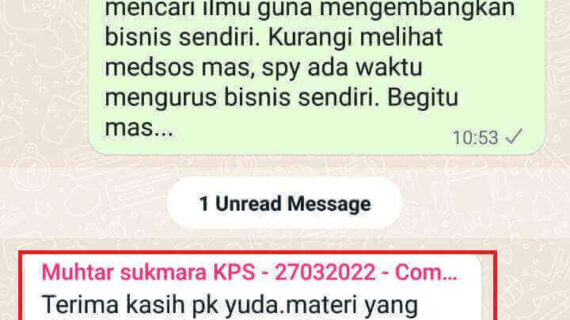 mencari ilmu guna mengembangkan
bisnis sendiri. Kurangi melihat
medsos mas, spy ada waktu
mengurus bisnis sendiri. Begitu
mas...
10:53
1 Unread Message
Muhtar sukmara KPS - 27032022 - Com...
Terima kasih pk yuda.materi yang